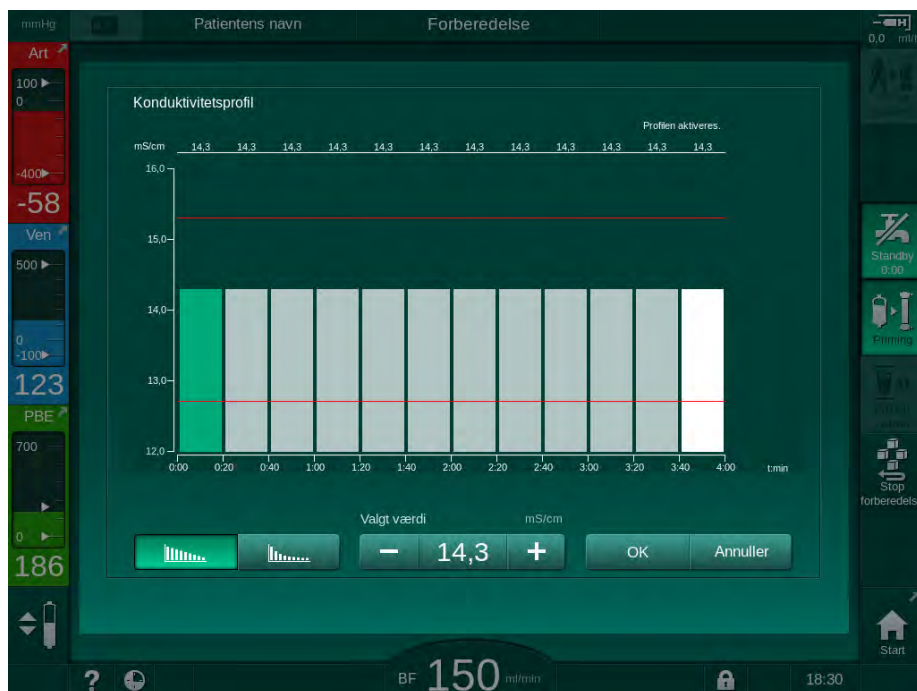 mmHg
Patientens navn
Forberedelse
0,0 ml/h
Art
100
0
-400
-58
Ven
500
0
-100
123
PBE
700
0
186
Konduktivitetsprofil
Profilen aktiveres.
mS/cm 14,3 14,3 14,3 14,3 14,3 14,3 14,3 14,3 14,3 14,3 14,3 14,3
16,0
15,0
14,0
13,0
12,0
0:00 0:20 0:40 1:00 1:20 1:40 2:00 2:20 2:40 3:00 3:20 3:40 4:00 t:min
Valgt værdi mS/cm
− 14,3 + OK Annuller
Standby
0:00
Priming
Stop
forberedels
Start
? BF 150 ml/min 18:30